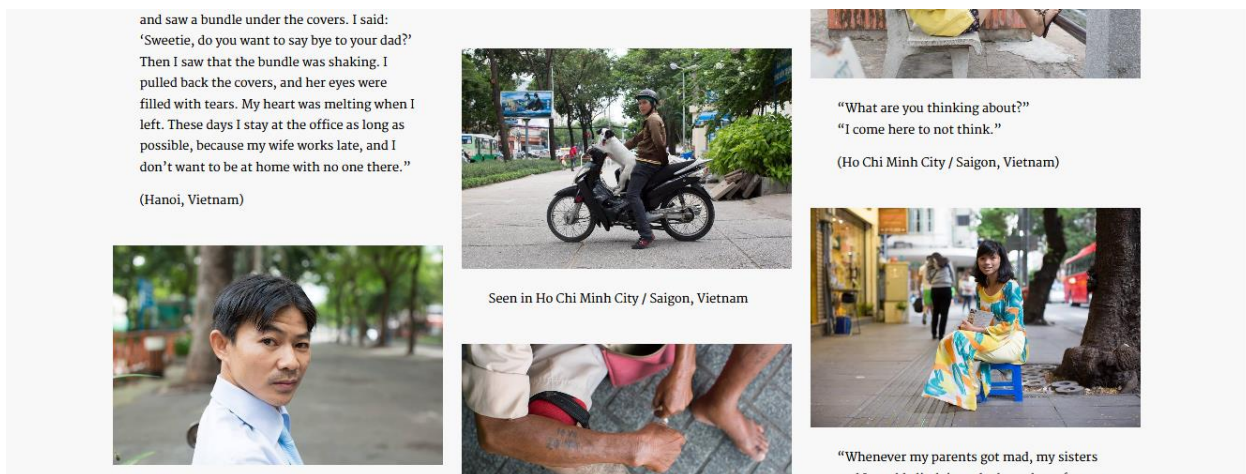 and saw a bundle under the covers. I said:
‘Sweetie, do you want to say bye to your dad?’
Then I saw that the bundle was shaking. I
pulled back the covers, and her eyes were
filled with tears. My heart was melting when I
left. These days I stay at the office as long as
possible, because my wife works late, and I
don’t want to be at home with no one there.”
(Hanoi, Vietnam)
Seen in Ho Chi Minh City / Saigon, Vietnam
“What are you thinking about?”
“I come here to not think.”
(Ho Chi Minh City / Saigon, Vietnam)
“Whenever my parents got mad, my sisters